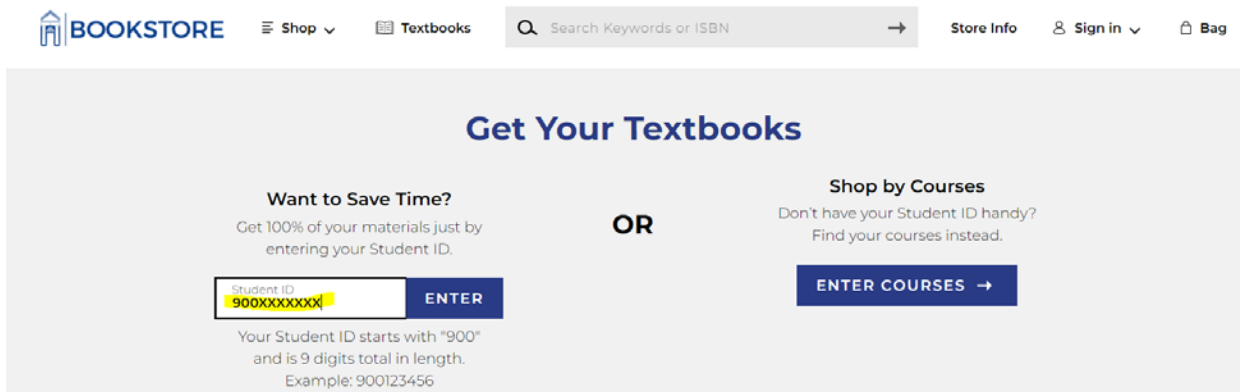 BOOKSTORE Shop Textbooks Search Keywords or ISBN Store Info Sign in Bag
Get Your Textbooks
Want to Save Time?
Get 100% of your materials just by
entering your Student ID.
Student ID
900XXXXXXX
ENTER
Your Student ID starts with "900"
and is 9 digits total in length.
Example: 900123456
OR
Shop by Courses
Don't have your Student ID handy?
Find your courses instead.
ENTER COURSES →